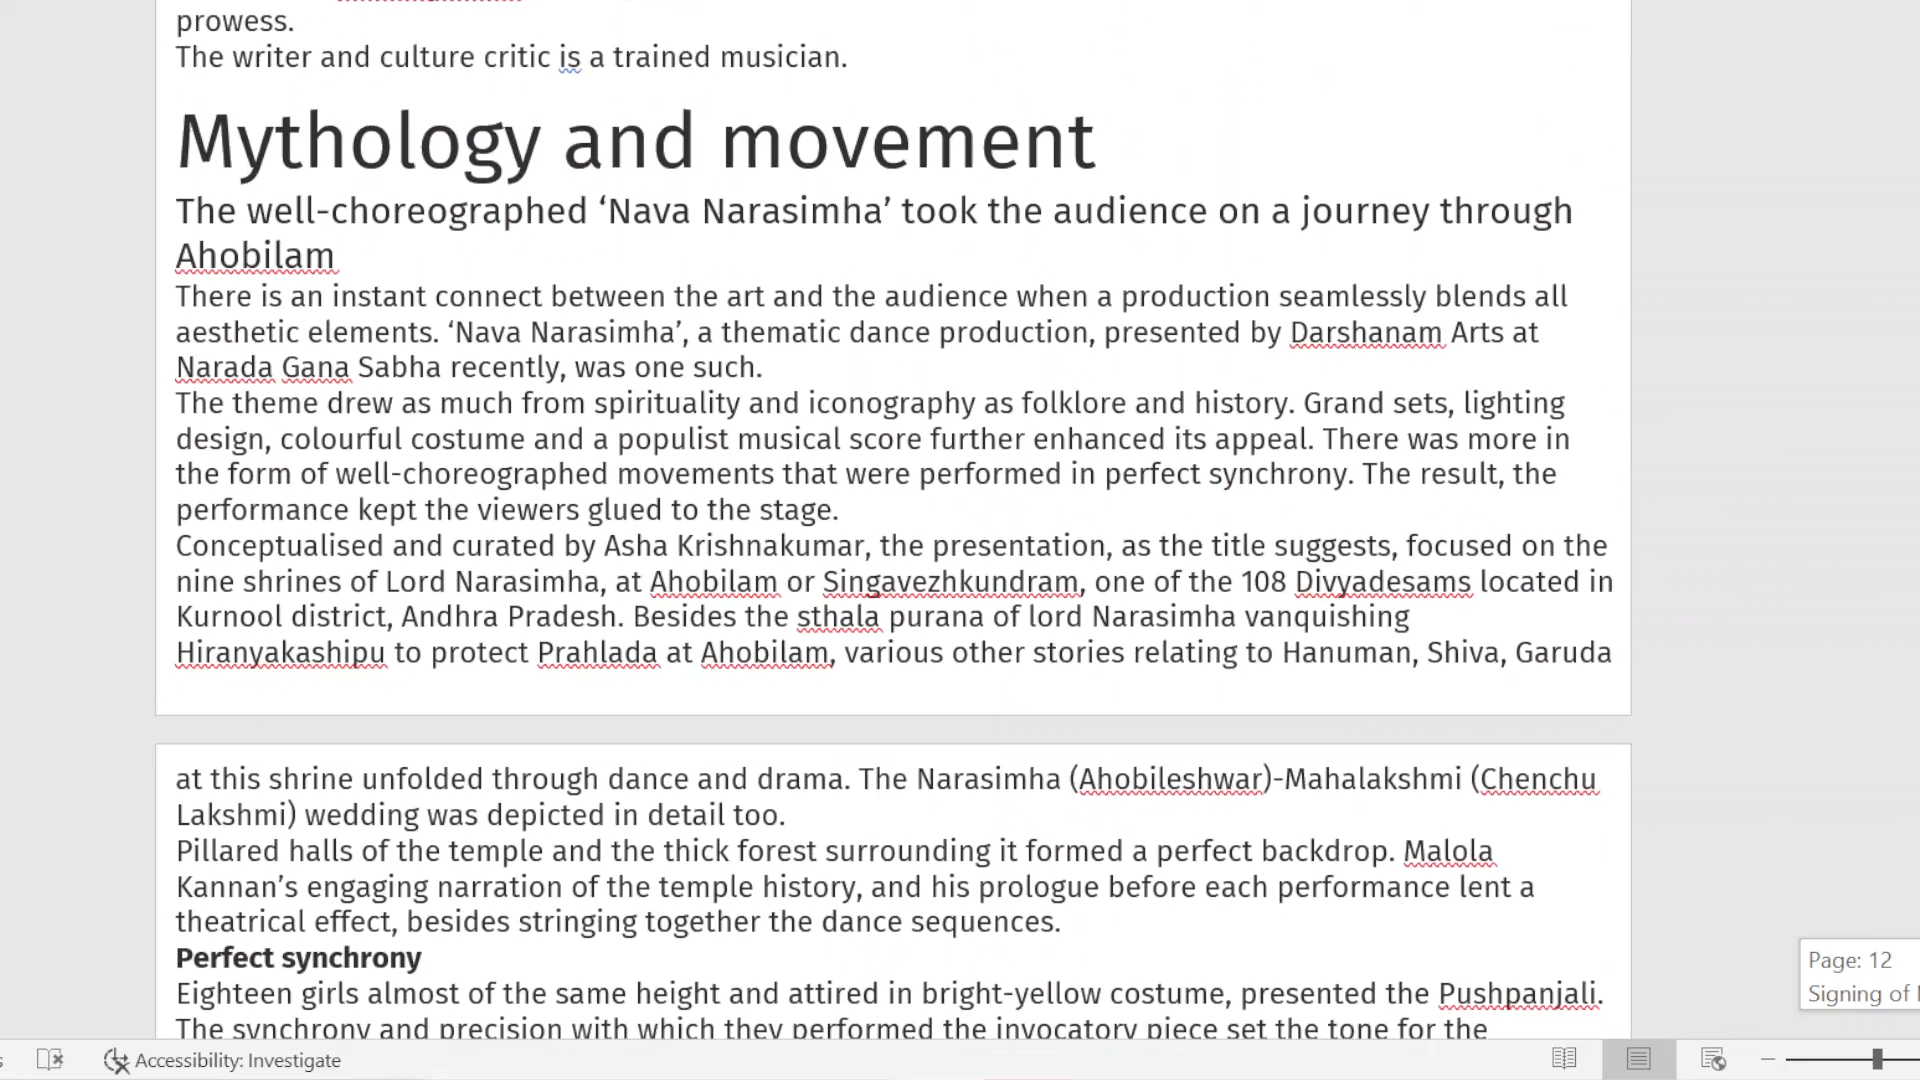 prowess.
The writer and culture critic is a trained musician.
Mythology and movement
The well-choreographed ‘Nava Narasimha’ took the audience on a journey through
Ahobilam
There is an instant connect between the art and the audience when a production seamlessly blends all
aesthetic elements. ‘Nava Narasimha’, a thematic dance production, presented by Darshanam Arts at
Narada Gana Sabha recently, was one such.
The theme drew as much from spirituality and iconography as folklore and history. Grand sets, lighting
design, colourful costume and a populist musical score further enhanced its appeal. There was more in
the form of well-choreographed movements that were performed in perfect synchrony. The result, the
performance kept the viewers glued to the stage.
Conceptualised and curated by Asha Krishnakumar, the presentation, as the title suggests, focused on the
nine shrines of Lord Narasimha, at Ahobilam or Singavezhkundram, one of the 108 Divyadesams located in
Kurnool district, Andhra Pradesh. Besides the sthala purana of lord Narasimha vanquishing
Hiranyakashipu to protect Prahlada at Ahobilam, various other stories relating to Hanuman, Shiva, Garuda
at this shrine unfolded through dance and drama. The Narasimha (Ahobileshwar)-Mahalakshmi (Chenchu
Lakshmi) wedding was depicted in detail too.
Pillared halls of the temple and the thick forest surrounding it formed a perfect backdrop. Malola
Kannan’s engaging narration of the temple history, and his prologue before each performance lent a
theatrical effect, besides stringing together the dance sequences.
Perfect synchrony
Eighteen girls almost of the same height and attired in bright-yellow costume, presented the Pushpanjali.
The synchrony and precision with which they performed the invocatory piece set the tone for the
Page: 12
Signing of
Accessibility: Investigate